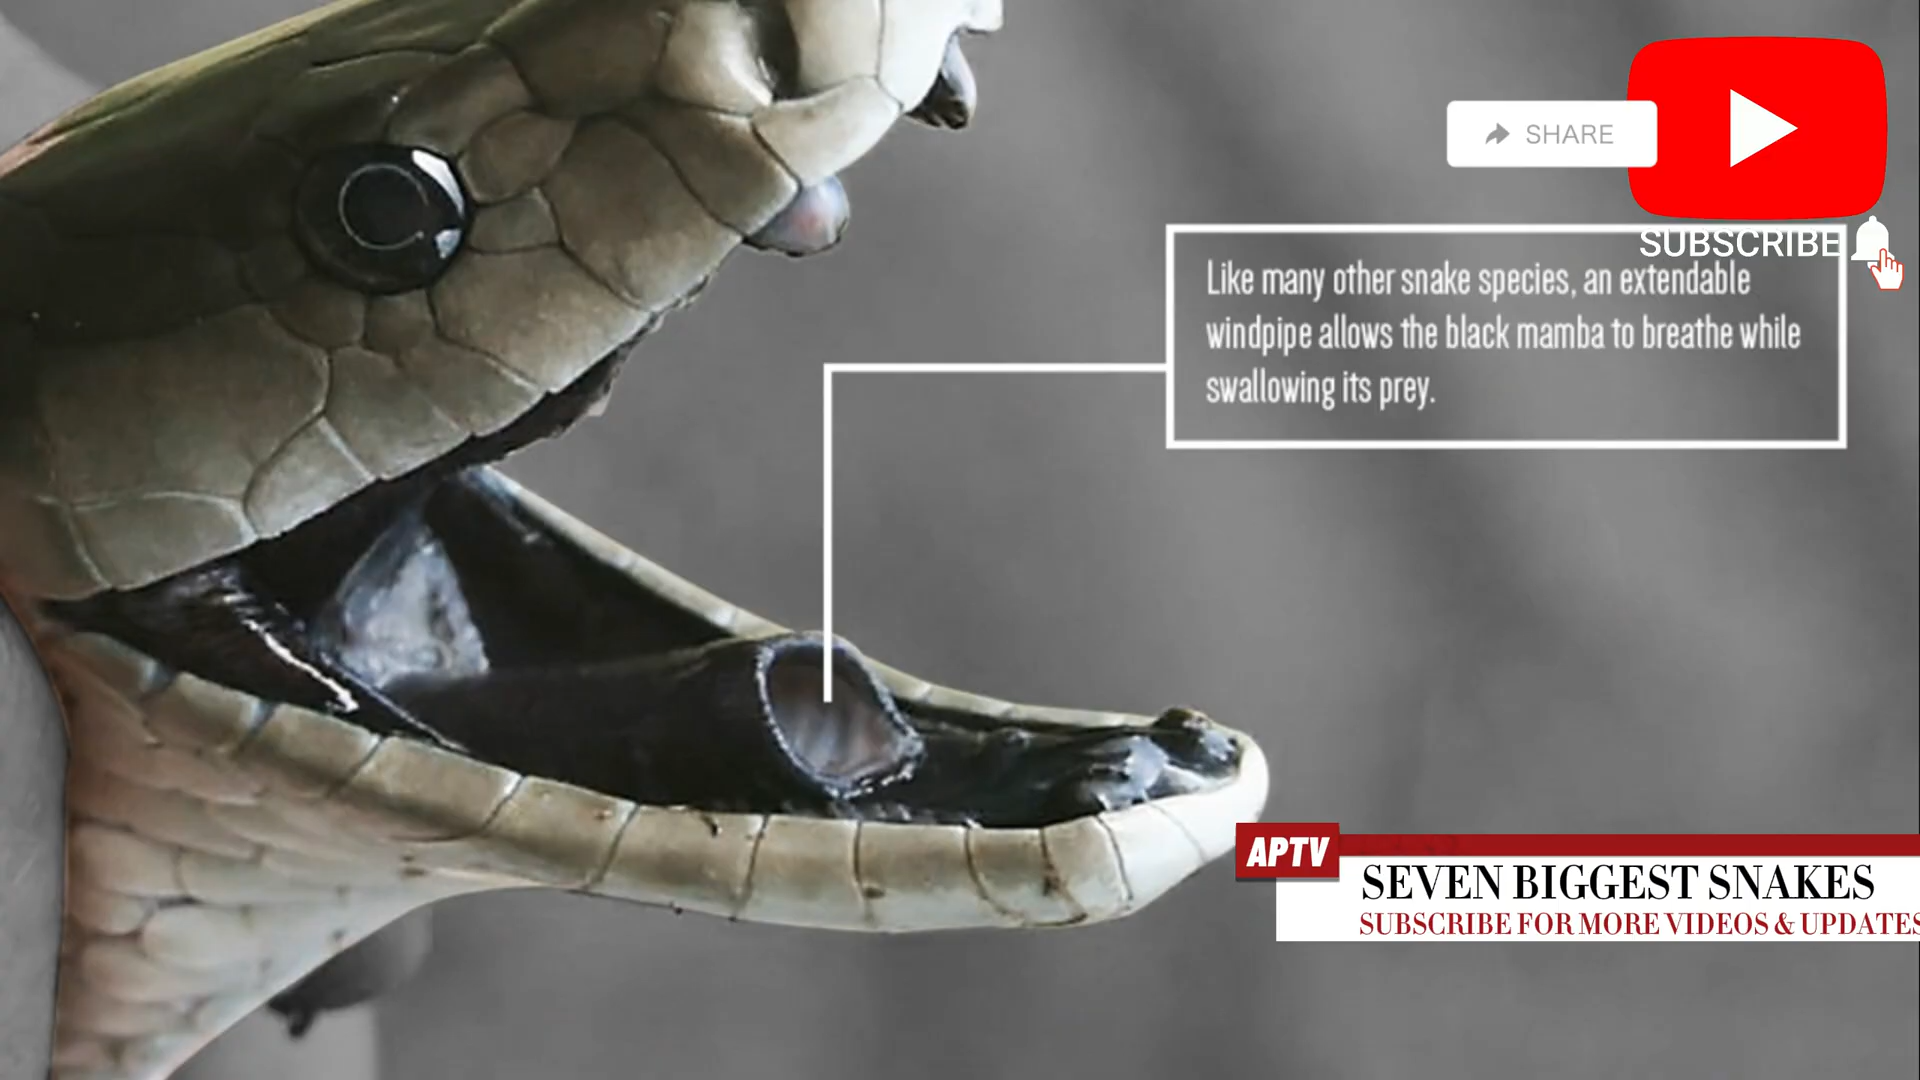 SHARE
SUBSCRIBE
Like many other snake species, an extendable
windpipe allows the black mamba to breathe while
swallowing its prey.
APTV
SEVEN BIGGEST SNAKES
SUBSCRIBE FOR MORE VIDEOS & UPDATES